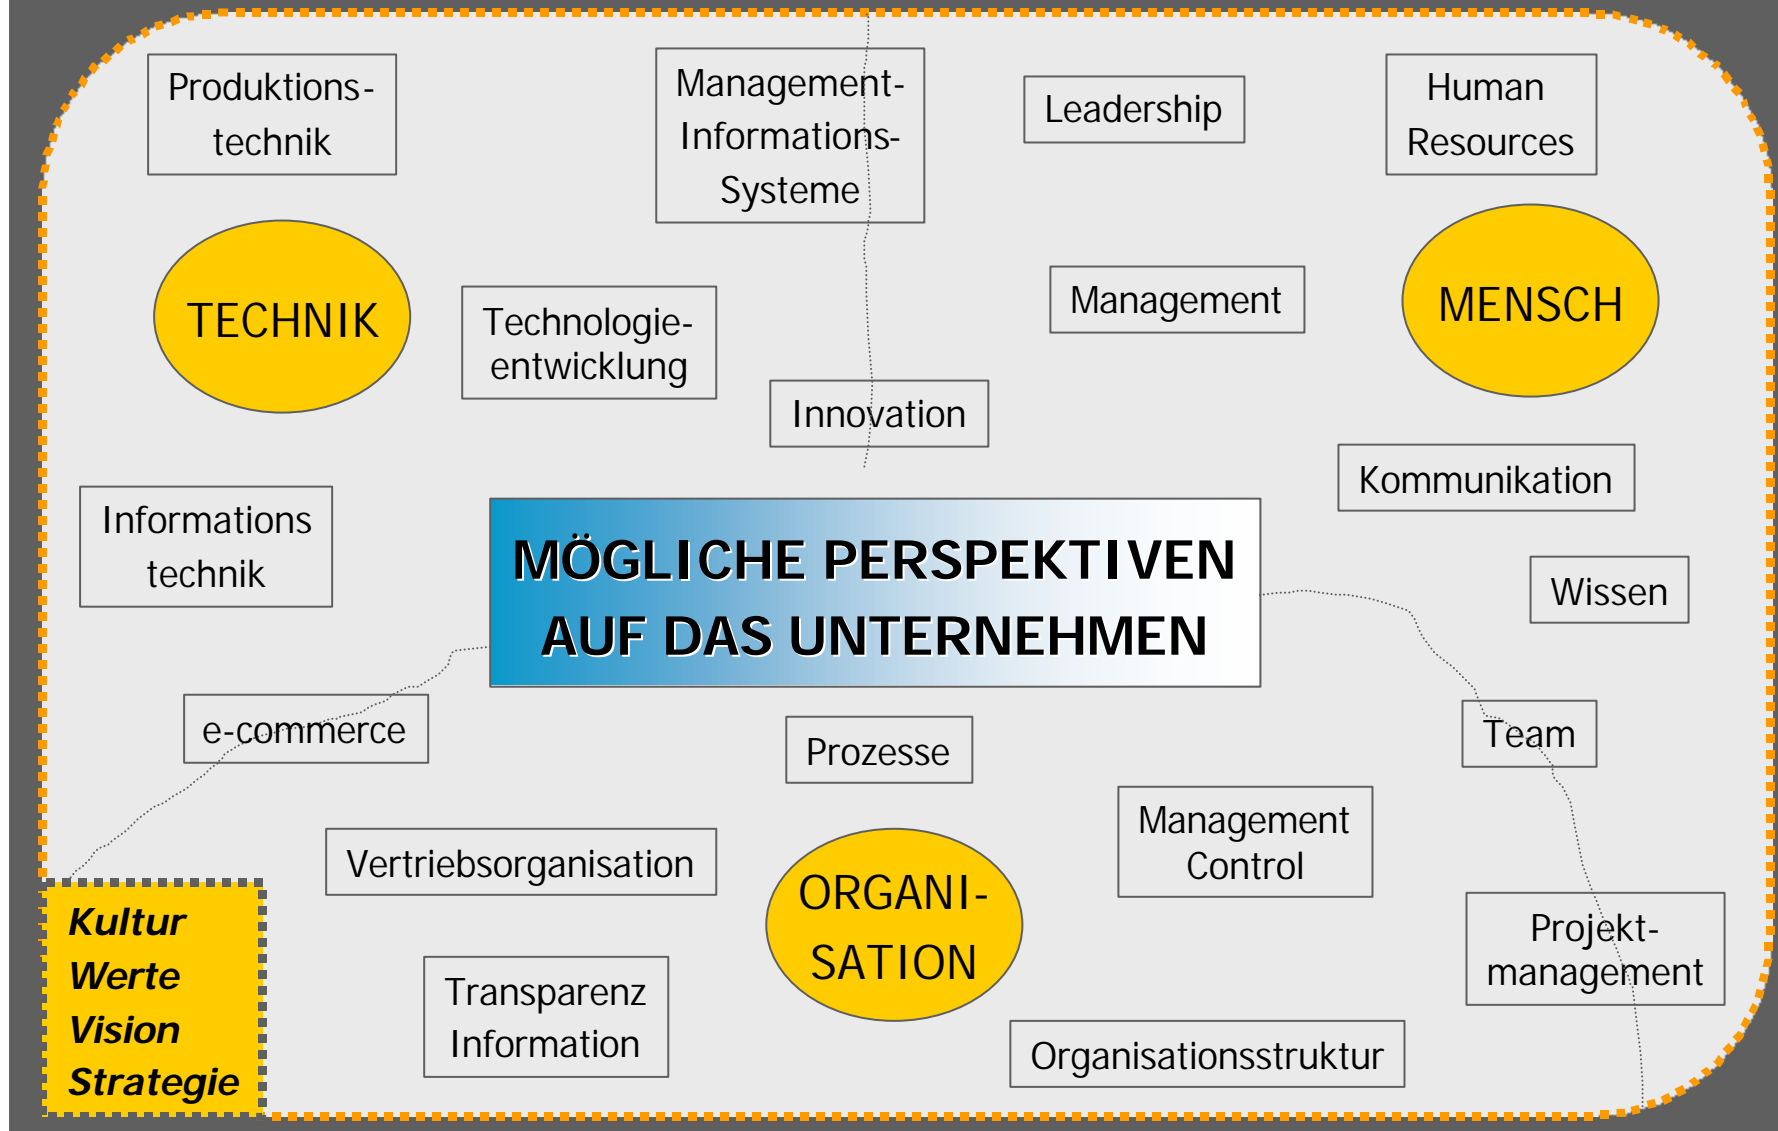 Produktions-
technik
Management-
Informations-
Systeme
Leadership
Human
Resources
TECHNIK
Technologie-
entwicklung
Management
MENSCH
Innovation
Kommunikation
Informations
technik
MÖGLICHE PERSPEKTIVEN
AUF DAS UNTERNEHMEN
Wissen
e-commerce
Prozesse
Team
Vertriebsorganisation
Management
Control
ORGANI-
SATION
Projekt-
management
Transparenz
Information
Organisationsstruktur
Kultur
Werte
Vision
Strategie